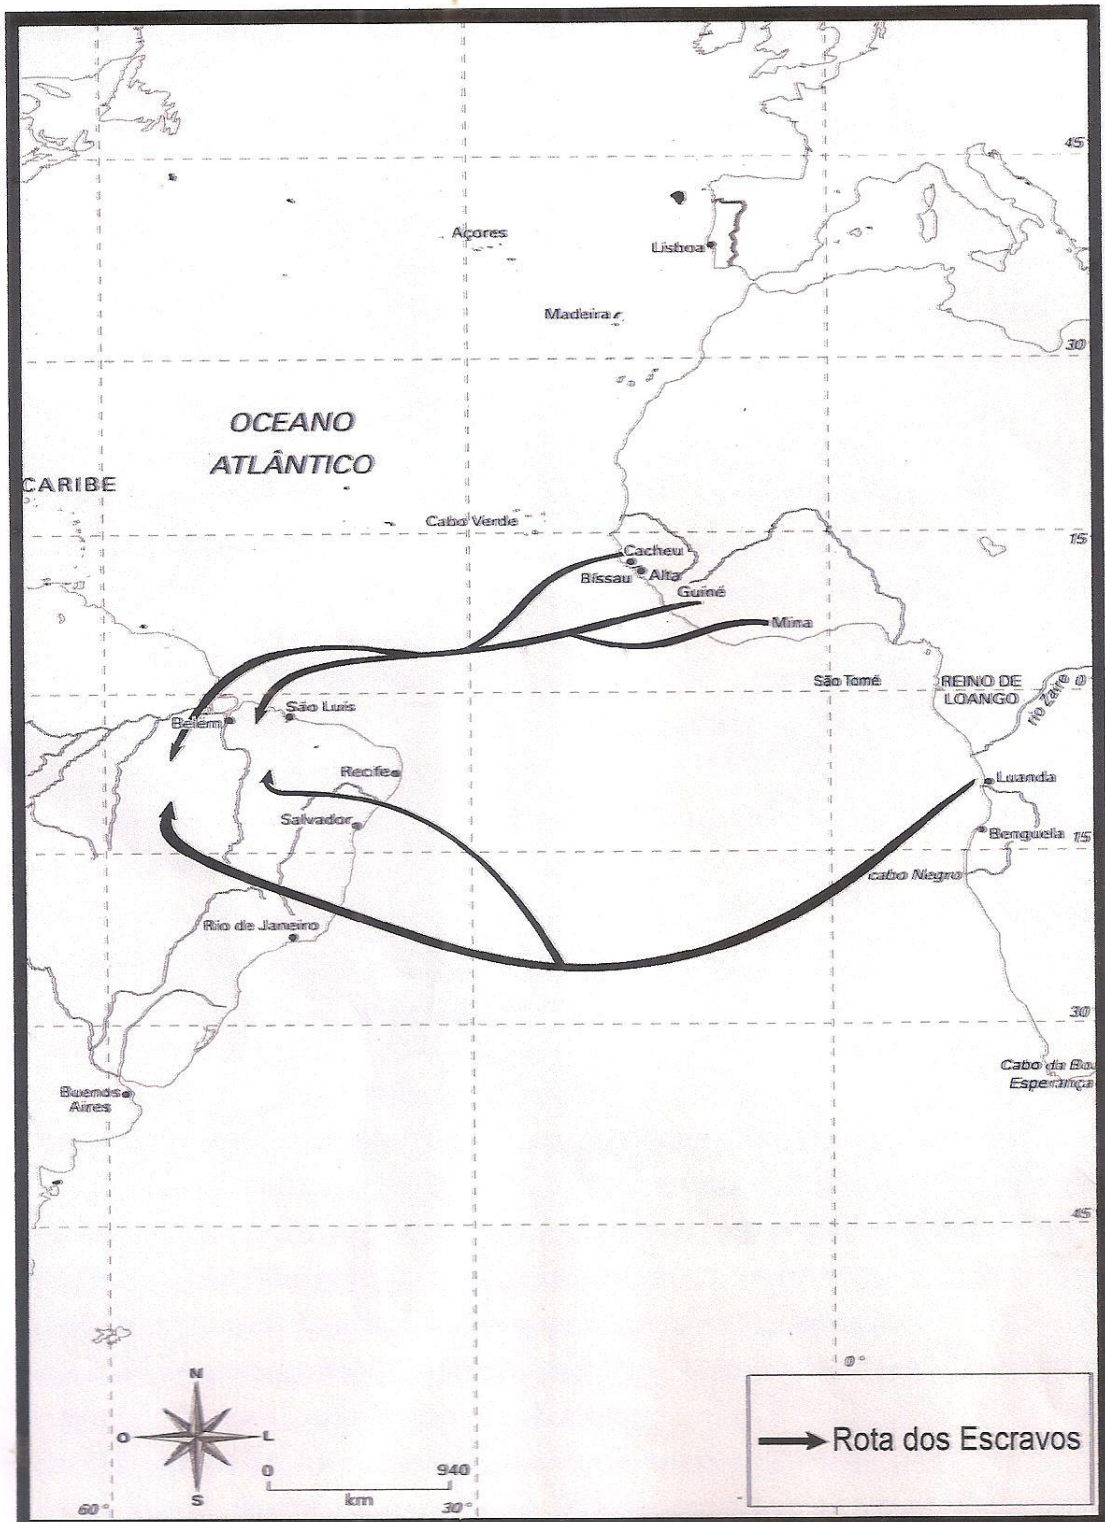 45
Açores
Lisboa
Madeira
30
OCEANO
ATLÂNTICO
CARIBE
Cabo Verde
15
Cacheu
Bissau
Alta
Guiné
Mina
São Tomé
REINO DE
LOANGO
rio Zaire
0
São Luis
Belém
Recife
Luanda
Salvador
Benguela
15
cabo Negro
Rio de Janeiro
30
Cabo da Bo
Esperança
Buenos
Aires
45
0°
N
O
L
S
0
940
km
Rota dos Escravos
60°
30°